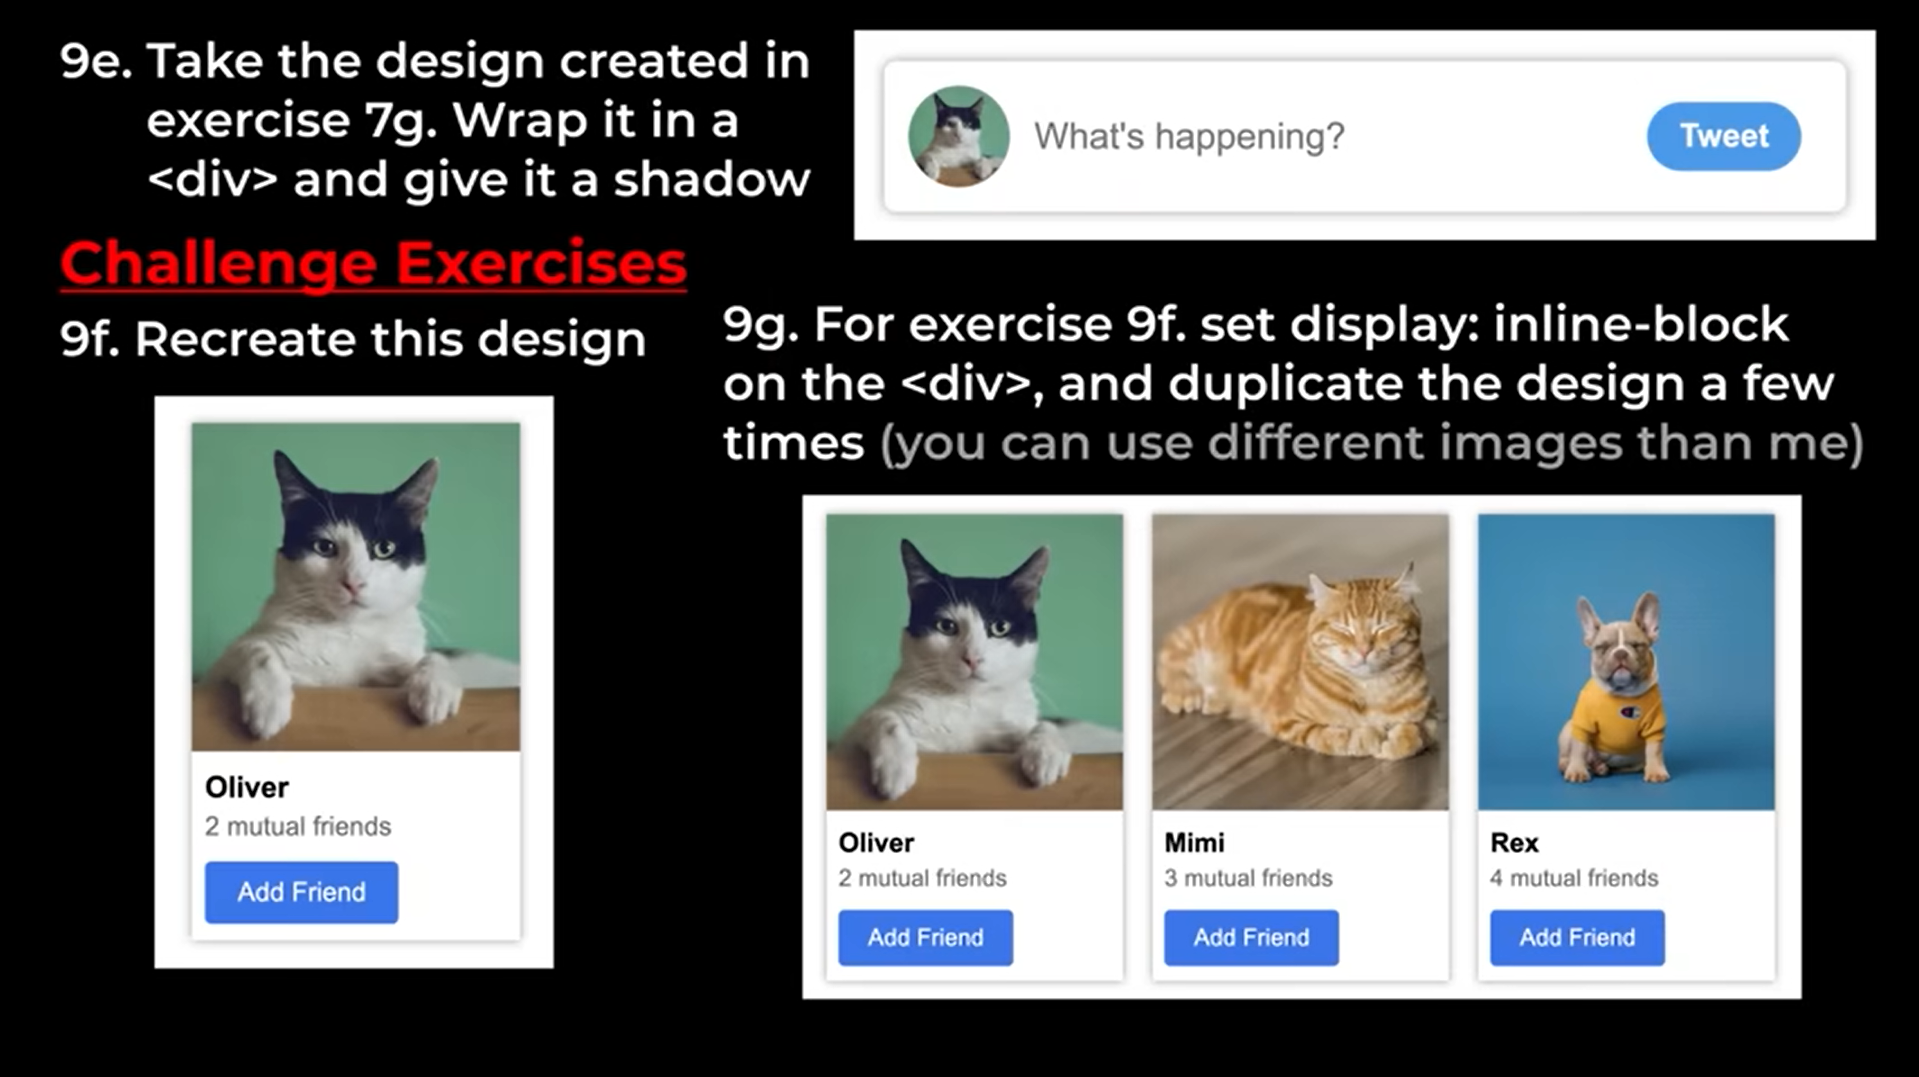 9e. Take the design created in
exercise 7g. Wrap it in a
<div> and give it a shadow
What's happening?
Tweet
Challenge Exercises
9f. Recreate this design
Oliver
2 mutual friends
Add Friend
9g. For exercise 9f. set display: inline-block
on the <div>, and duplicate the design a few
times (you can use different images than me)
Oliver
2 mutual friends
Add Friend
Mimi
3 mutual friends
Add Friend
Rex
4 mutual friends
Add Friend